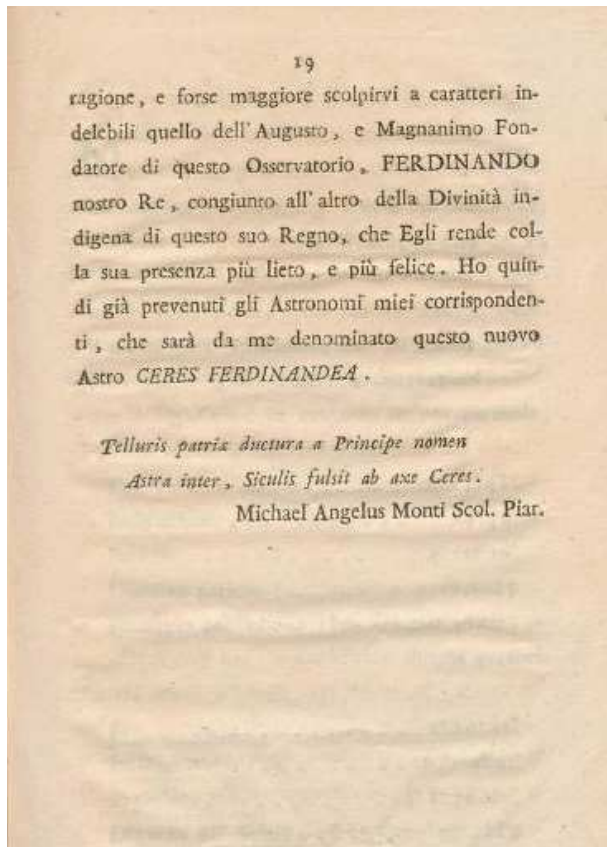 19
ragione, e forse maggiore scolpirvi a caratteri in-
delebili quello dell'Augusto, e Magnanimo Fon-
datore di questo Osservatorio, FERDINANDO
nostro Re, congiunto all'altro della Divinità in-
digena di questo suo Regno, che Egli rende col-
la sua presenza più lieto, e più felice. Ho quin-
di già prevenuti gli Astronomi miei corrisponden-
ti, che sarà da me denominato questo nuovo
Astro CERES FERDINANDEA.
Telluris patriæ ductura a Principe nomen
Astra inter, Siculis fulsit ab axe Ceres.
Michael Angelus Monti Scol. Piar.